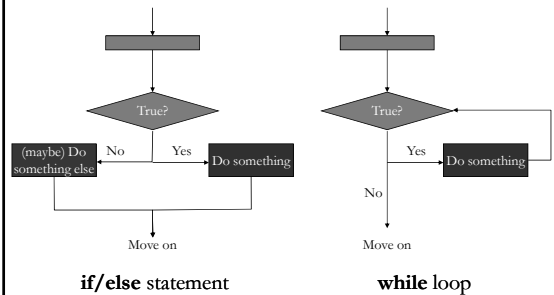 True?
(maybe) Do
something else
No
Yes
Do something
Move on
if/else statement
True?
Yes
Do something
No
Move on
while loop